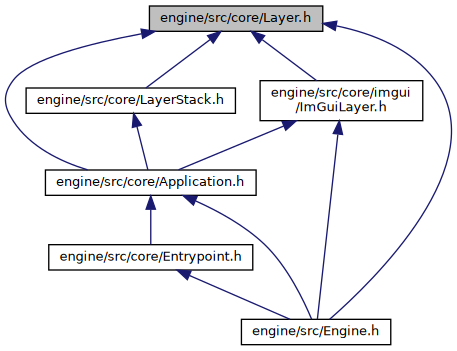 engine/src/core/Layer.h
engine/src/core/LayerStack.h
engine/src/core/imgui
/ImGuiLayer.h
engine/src/core/Application.h
engine/src/core/Entrypoint.h
engine/src/Engine.h